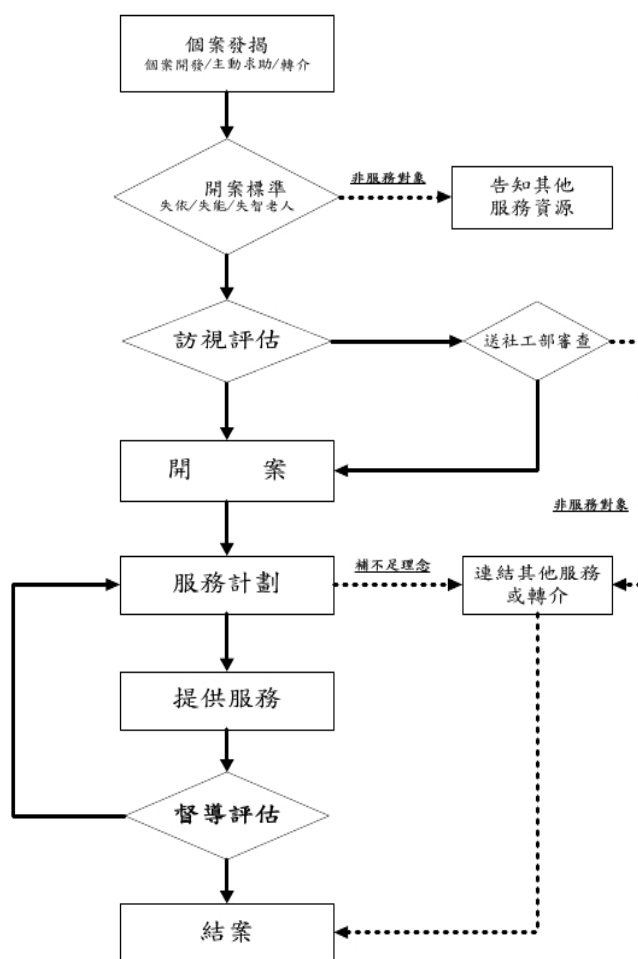 個案發掘
個案開發/主動求助/轉介
開案標準
失依/失能/失智老人
非服務對象
告知其他
服務資源
訪視評估
送社工部審查
開 案
非服務對象
服務計劃
補不足理念
連結其他服務
或轉介
提供服務
督導評估
結案